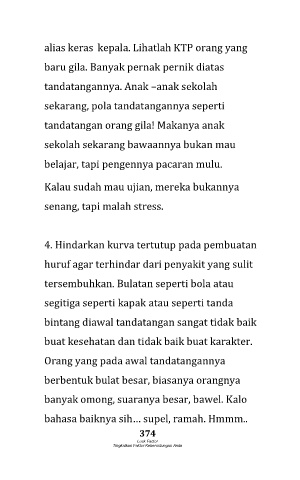 alias keras kepala. Lihatlah KTP orang yang
baru gila. Banyak pernak pernik diatas
tandatangannya. Anak –anak sekolah
sekarang, pola tandatangannya seperti
tandatangan orang gila! Makanya anak
sekolah sekarang bawaannya bukan mau
belajar, tapi pengennya pacaran mulu.
Kalau sudah mau ujian, mereka bukannya
senang, tapi malah stress.
4. Hindarkan kurva tertutup pada pembuatan
huruf agar terhindar dari penyakit yang sulit
tersembuhkan. Bulatan seperti bola atau
segitiga seperti kapak atau seperti tanda
bintang diawal tandatangan sangat tidak baik
buat kesehatan dan tidak baik buat karakter.
Orang yang pada awal tandatangannya
berbentuk bulat besar, biasanya orangnya
banyak omong, suaranya besar, bawel. Kalo
bahasa baiknya sih… supel, ramah. Hmmm..
374
Luck Factor
Tingkatkan Faktor Keberuntungan Anda